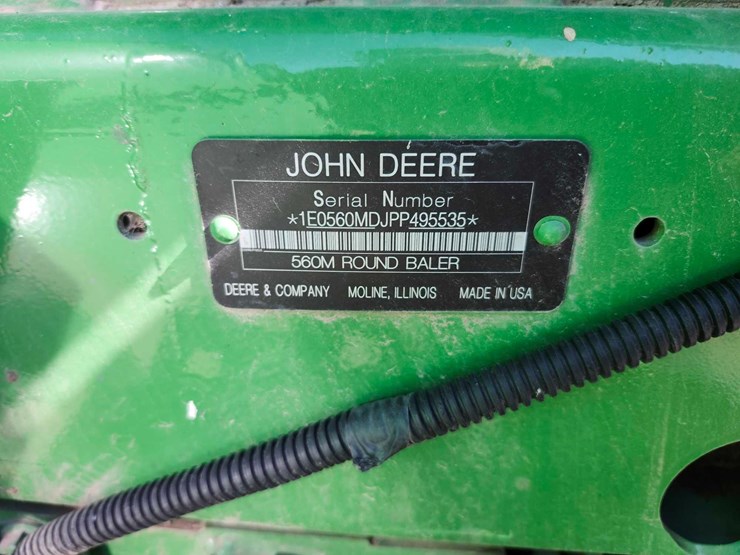 JOHN DEERE
Serial Number
*1E0560MDJPP495535*
560M ROUND BALER
DEERE & COMPANY MOLINE, ILLINOIS MADE IN USA